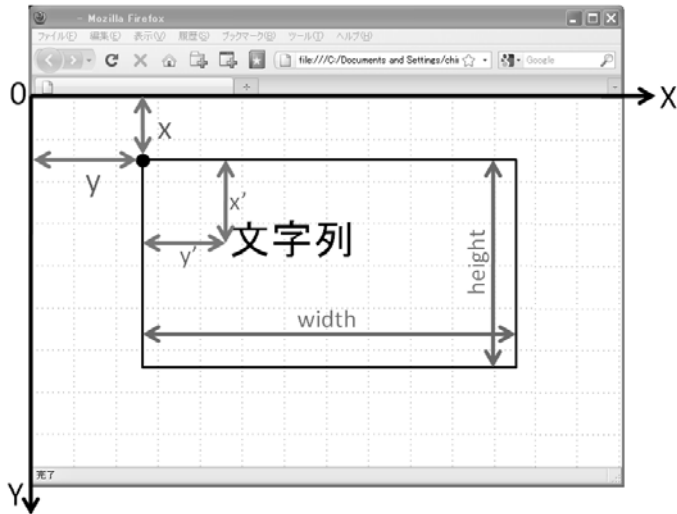 - Mozilla Firefox
ファイル(F) 編集(E) 表示(V) 履歴(S) ブックマーク(B) ツール(T) ヘルプ(H)
file:///C:/Documents and Settings/chi
Google
0
X
x
y
x'
文字列
y'
height
width
完了
Y